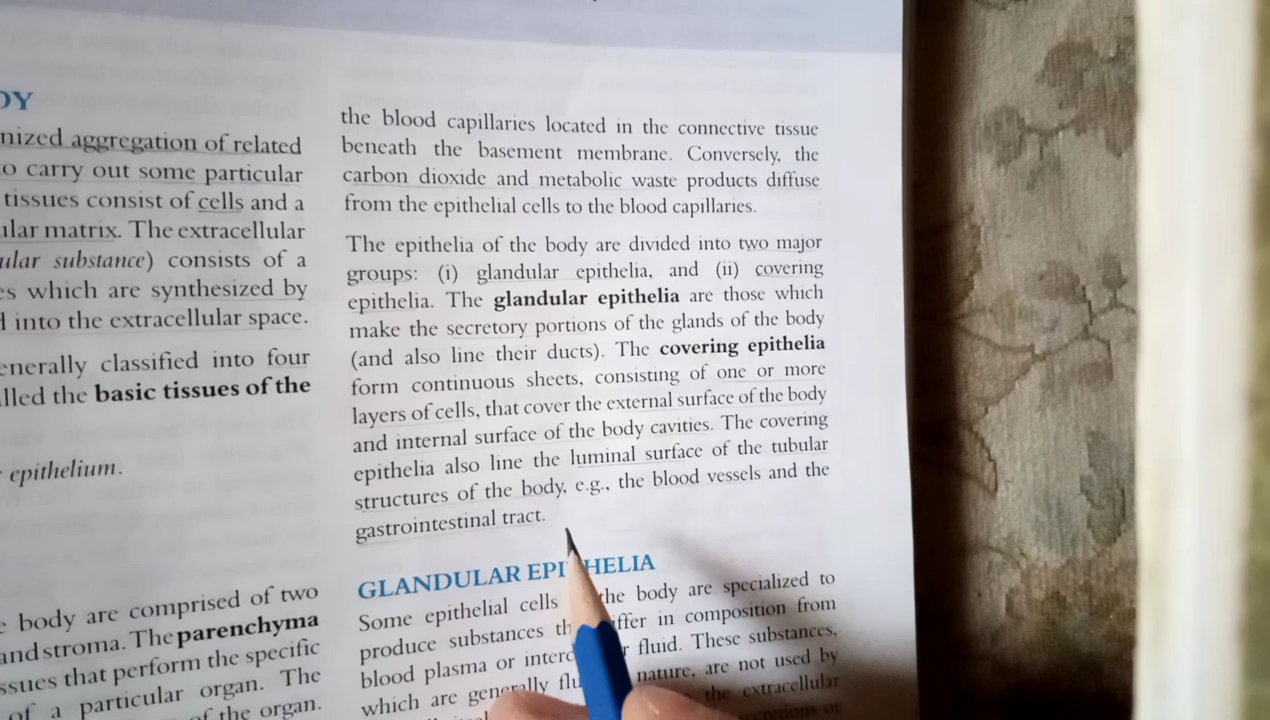 DY
nized aggregation of related
o carry out some particular
tissues consist of cells and a
ular matrix. The extracellular
ular substance) consists of a
es which are synthesized by
d into the extracellular space.
enerally classified into four
lled the basic tissues of the
epithelium.
e body are comprised of two
and stroma. The parenchyma
ssues that perform the specific
of a particular organ. The
of the organ.
the blood capillaries located in the connective tissue
beneath the basement membrane. Conversely, the
carbon dioxide and metabolic waste products diffuse
from the epithelial cells to the blood capillaries.
The epithelia of the body are divided into two major
groups: (i) glandular epithelia, and (ii) covering
epithelia. The glandular epithelia are those which
make the secretory portions of the glands of the body
(and also line their ducts). The covering epithelia
form continuous sheets, consisting of one or more
layers of cells, that cover the external surface of the body
and internal surface of the body cavities. The covering
epithelia also line the luminal surface of the tubular
structures of the body, e.g., the blood vessels and the
gastrointestinal tract.
GLANDULAR EPITHELIA
Some epithelial cells the body are specialized to
produce substances differ in composition from
blood plasma or fluid. These substances,
which are generally nature, are not used by
the extracellular